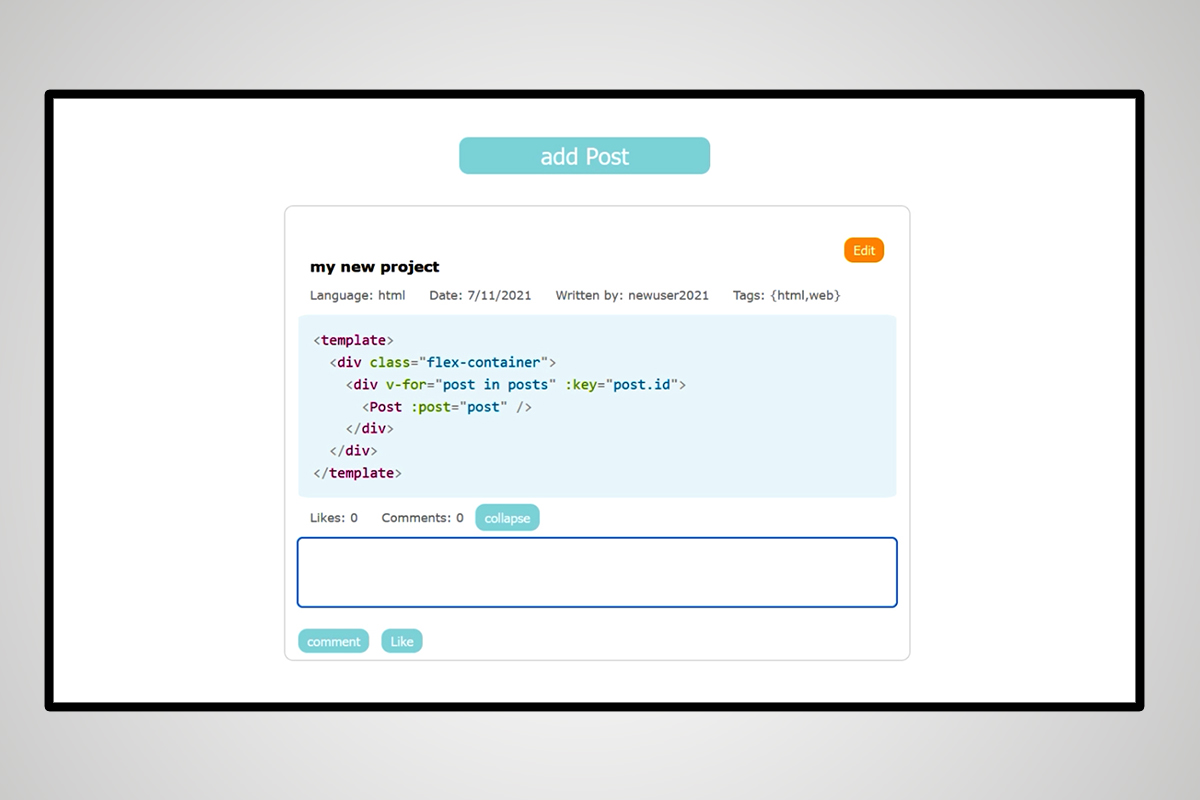 add Post
Edit
my new project
Language: html Date: 7/11/2021 Written by: newuser2021 Tags: {html,web}
<template>
  <div class="flex-container">
    <div v-for="post in posts" :key="post.id">
      <Post :post="post" />
    </div>
  </div>
</template>
Likes: 0 Comments: 0 collapse
comment Like